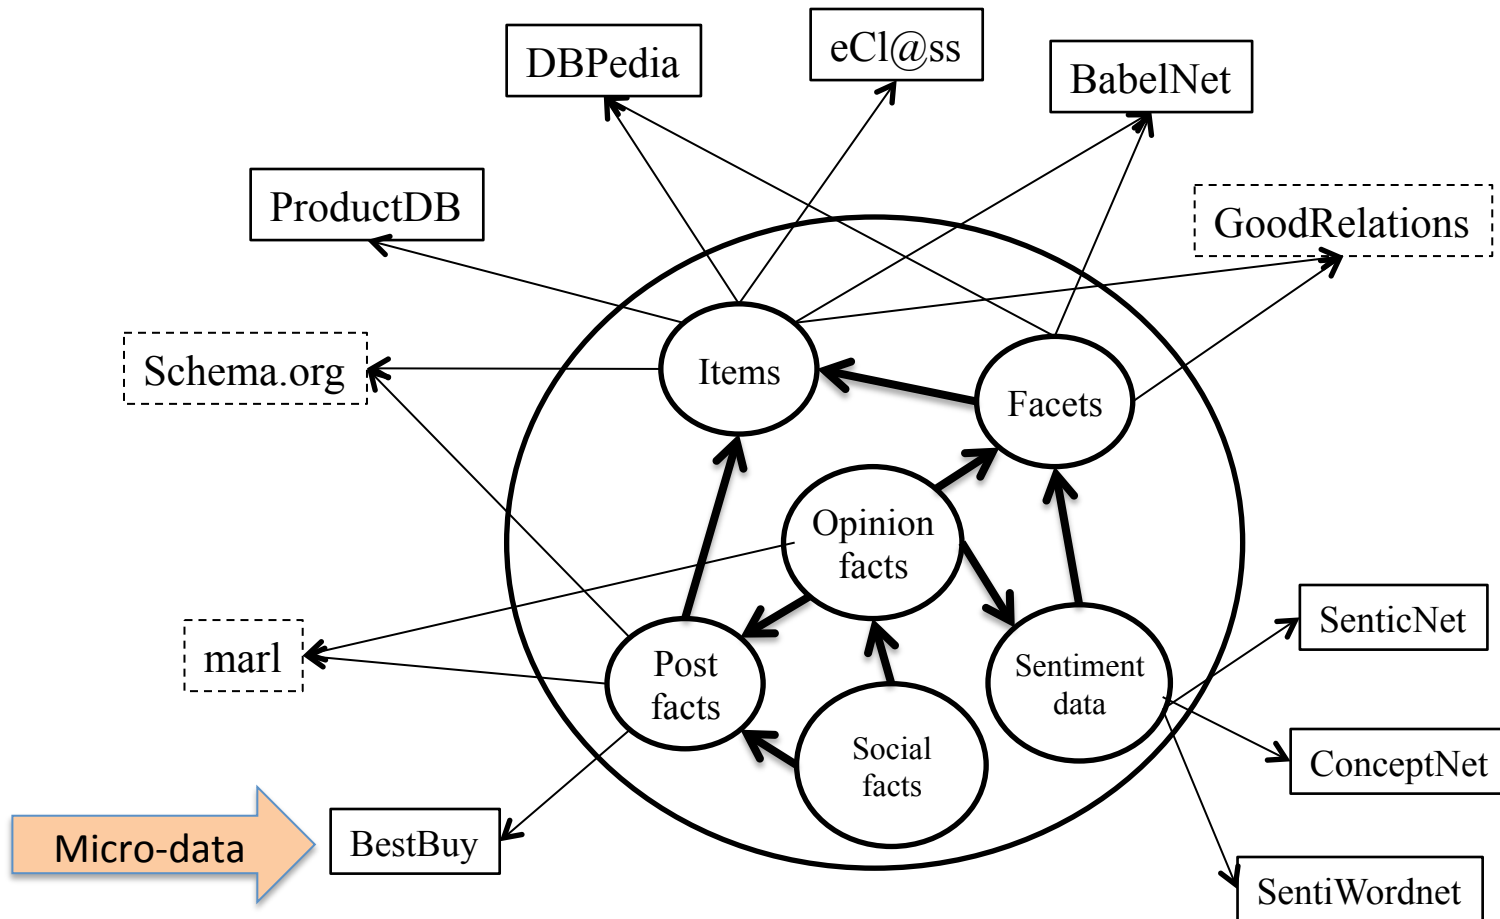 eCl@ss
DBPedia
BabelNet
ProductDB
GoodRelations
Schema.org
Items
Facets
Opinion
facts
marl
Post
facts
Sentiment
data
SenticNet
Social
facts
ConceptNet
Micro-data
BestBuy
SentiWordnet